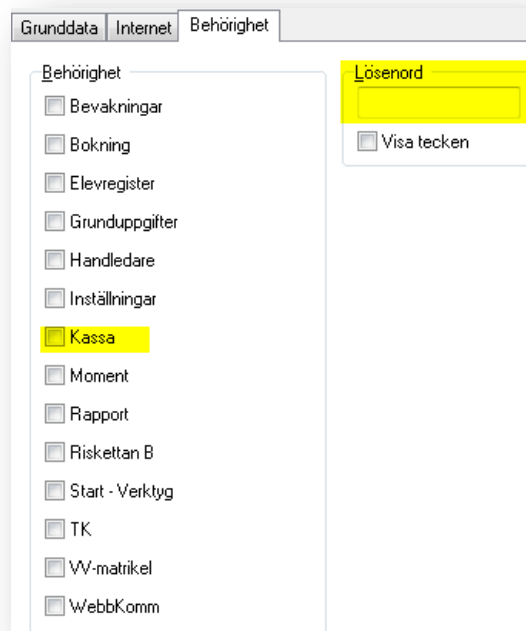 Grunddata Internet Behörighet
Behörighet
Bevakningar
Bokning
Elevregister
Grunduppgifter
Handledare
Inställningar
Kassa
Moment
Rapport
Riskettan B
Start - Verktyg
TK
VV-matrikel
WebbKomm
Lösenord
Visa tecken